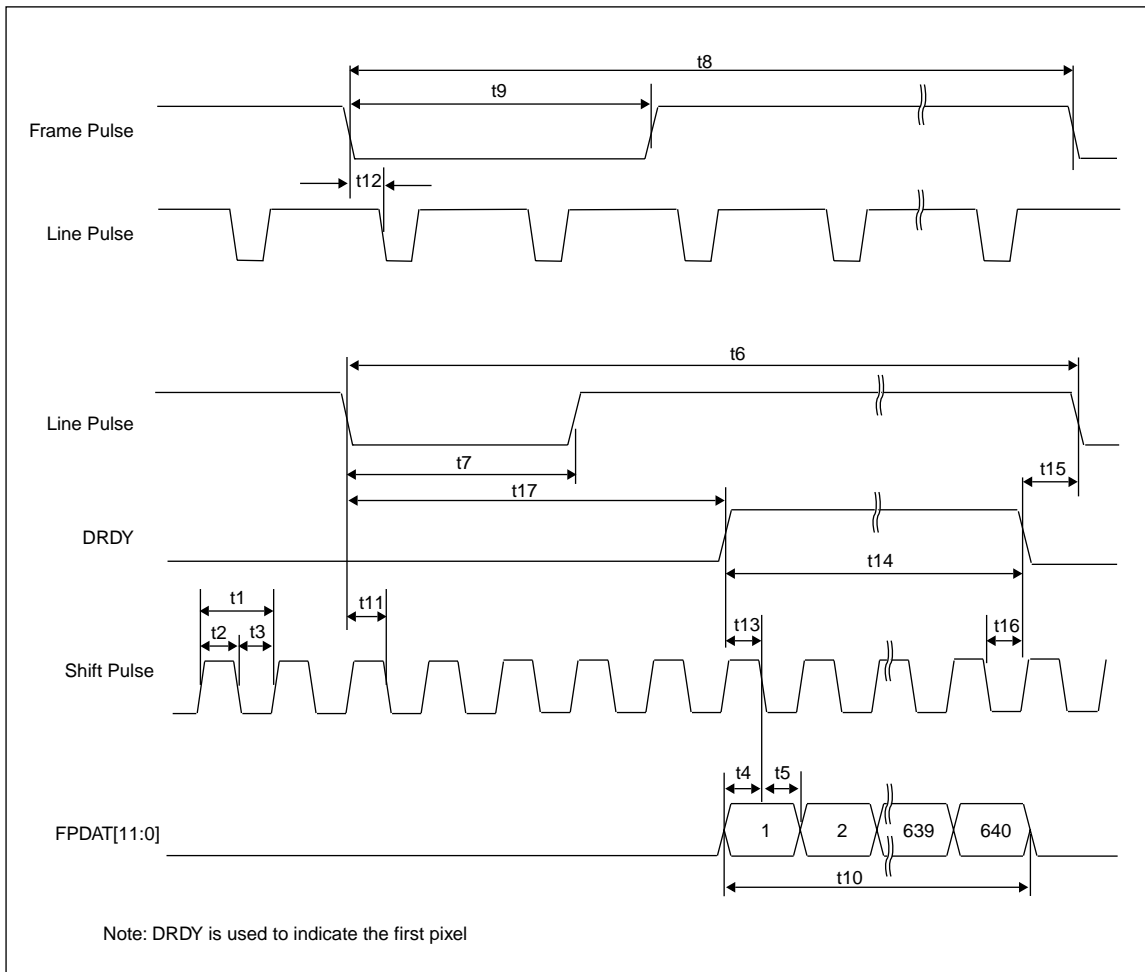 t8
t9
Frame Pulse
t12
Line Pulse
t6
Line Pulse
t7
t15
t17
DRDY
t14
t1
t11
t13
t16
t2
t3
Shift Pulse
t4
t5
FPDAT[11:0]
1
2
639
640
t10
Note: DRDY is used to indicate the first pixel